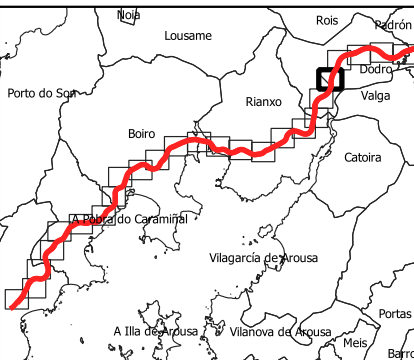 Noia
Rois
Padrón
Lousame
Dodro
Porto do Son
Rianxo
Valga
Boiro
Catoira
A Pobra do Caramiñal
Vilagarcía de Arousa
Portas
A Illa de Arousa
Vilanova de Arousa
Meis
Barro